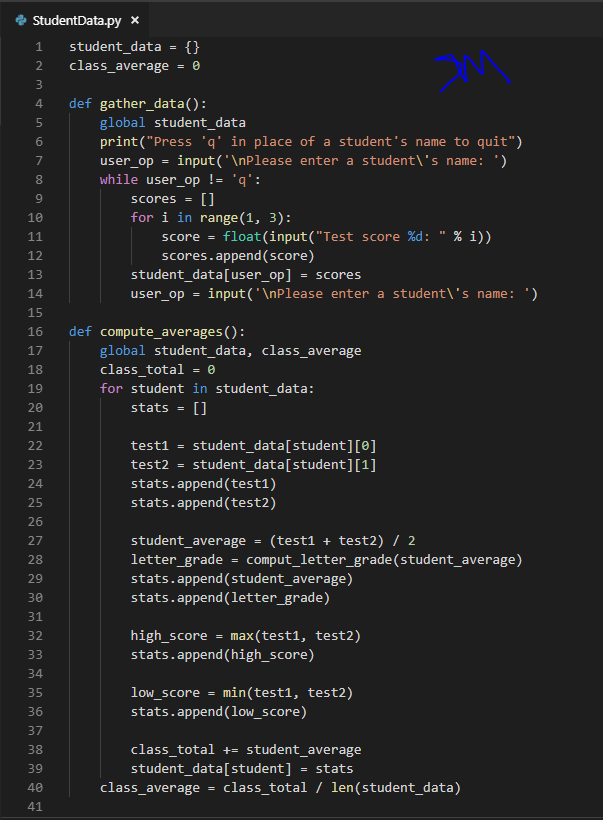 StudentData.py ×
1 student_data = {}
2 class_average = 0
3
4 def gather_data():
5     global student_data
6     print("Press 'q' in place of a student's name to quit")
7     user_op = input('\nPlease enter a student\'s name: ')
8     while user_op != 'q':
9         scores = []
10         for i in range(1, 3):
11             score = float(input("Test score %d: " % i))
12             scores.append(score)
13         student_data[user_op] = scores
14         user_op = input('\nPlease enter a student\'s name: ')
15
16 def compute_averages():
17     global student_data, class_average
18     class_total = 0
19     for student in student_data:
20         stats = []
21
22         test1 = student_data[student][0]
23         test2 = student_data[student][1]
24         stats.append(test1)
25         stats.append(test2)
26
27         student_average = (test1 + test2) / 2
28         letter_grade = comput_letter_grade(student_average)
29         stats.append(student_average)
30         stats.append(letter_grade)
31
32         high_score = max(test1, test2)
33         stats.append(high_score)
34
35         low_score = min(test1, test2)
36         stats.append(low_score)
37
38         class_total += student_average
39         student_data[student] = stats
40     class_average = class_total / len(student_data)
41